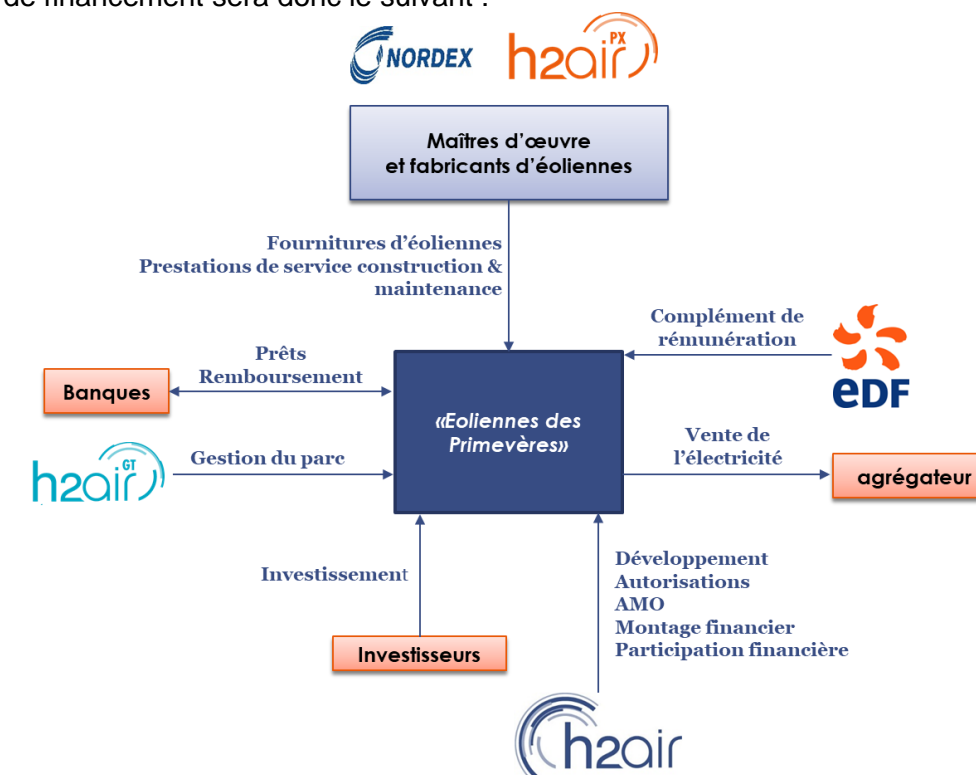 de financement sera donc le suivant :
NORDEX
h2air PX
Maîtres d'œuvre
et fabricants d'éoliennes
Fournitures d'éoliennes
Prestations de service construction &
maintenance
Complément de
rémunération
eDF
Prêts
Remboursement
Banques
«Eoliennes des
Primevères»
Vente de
l'électricité
agrégateur
h2air GT
Gestion du parc
Investissement
Investisseurs
Développement
Autorisations
AMO
Montage financier
Participation financière
h2air